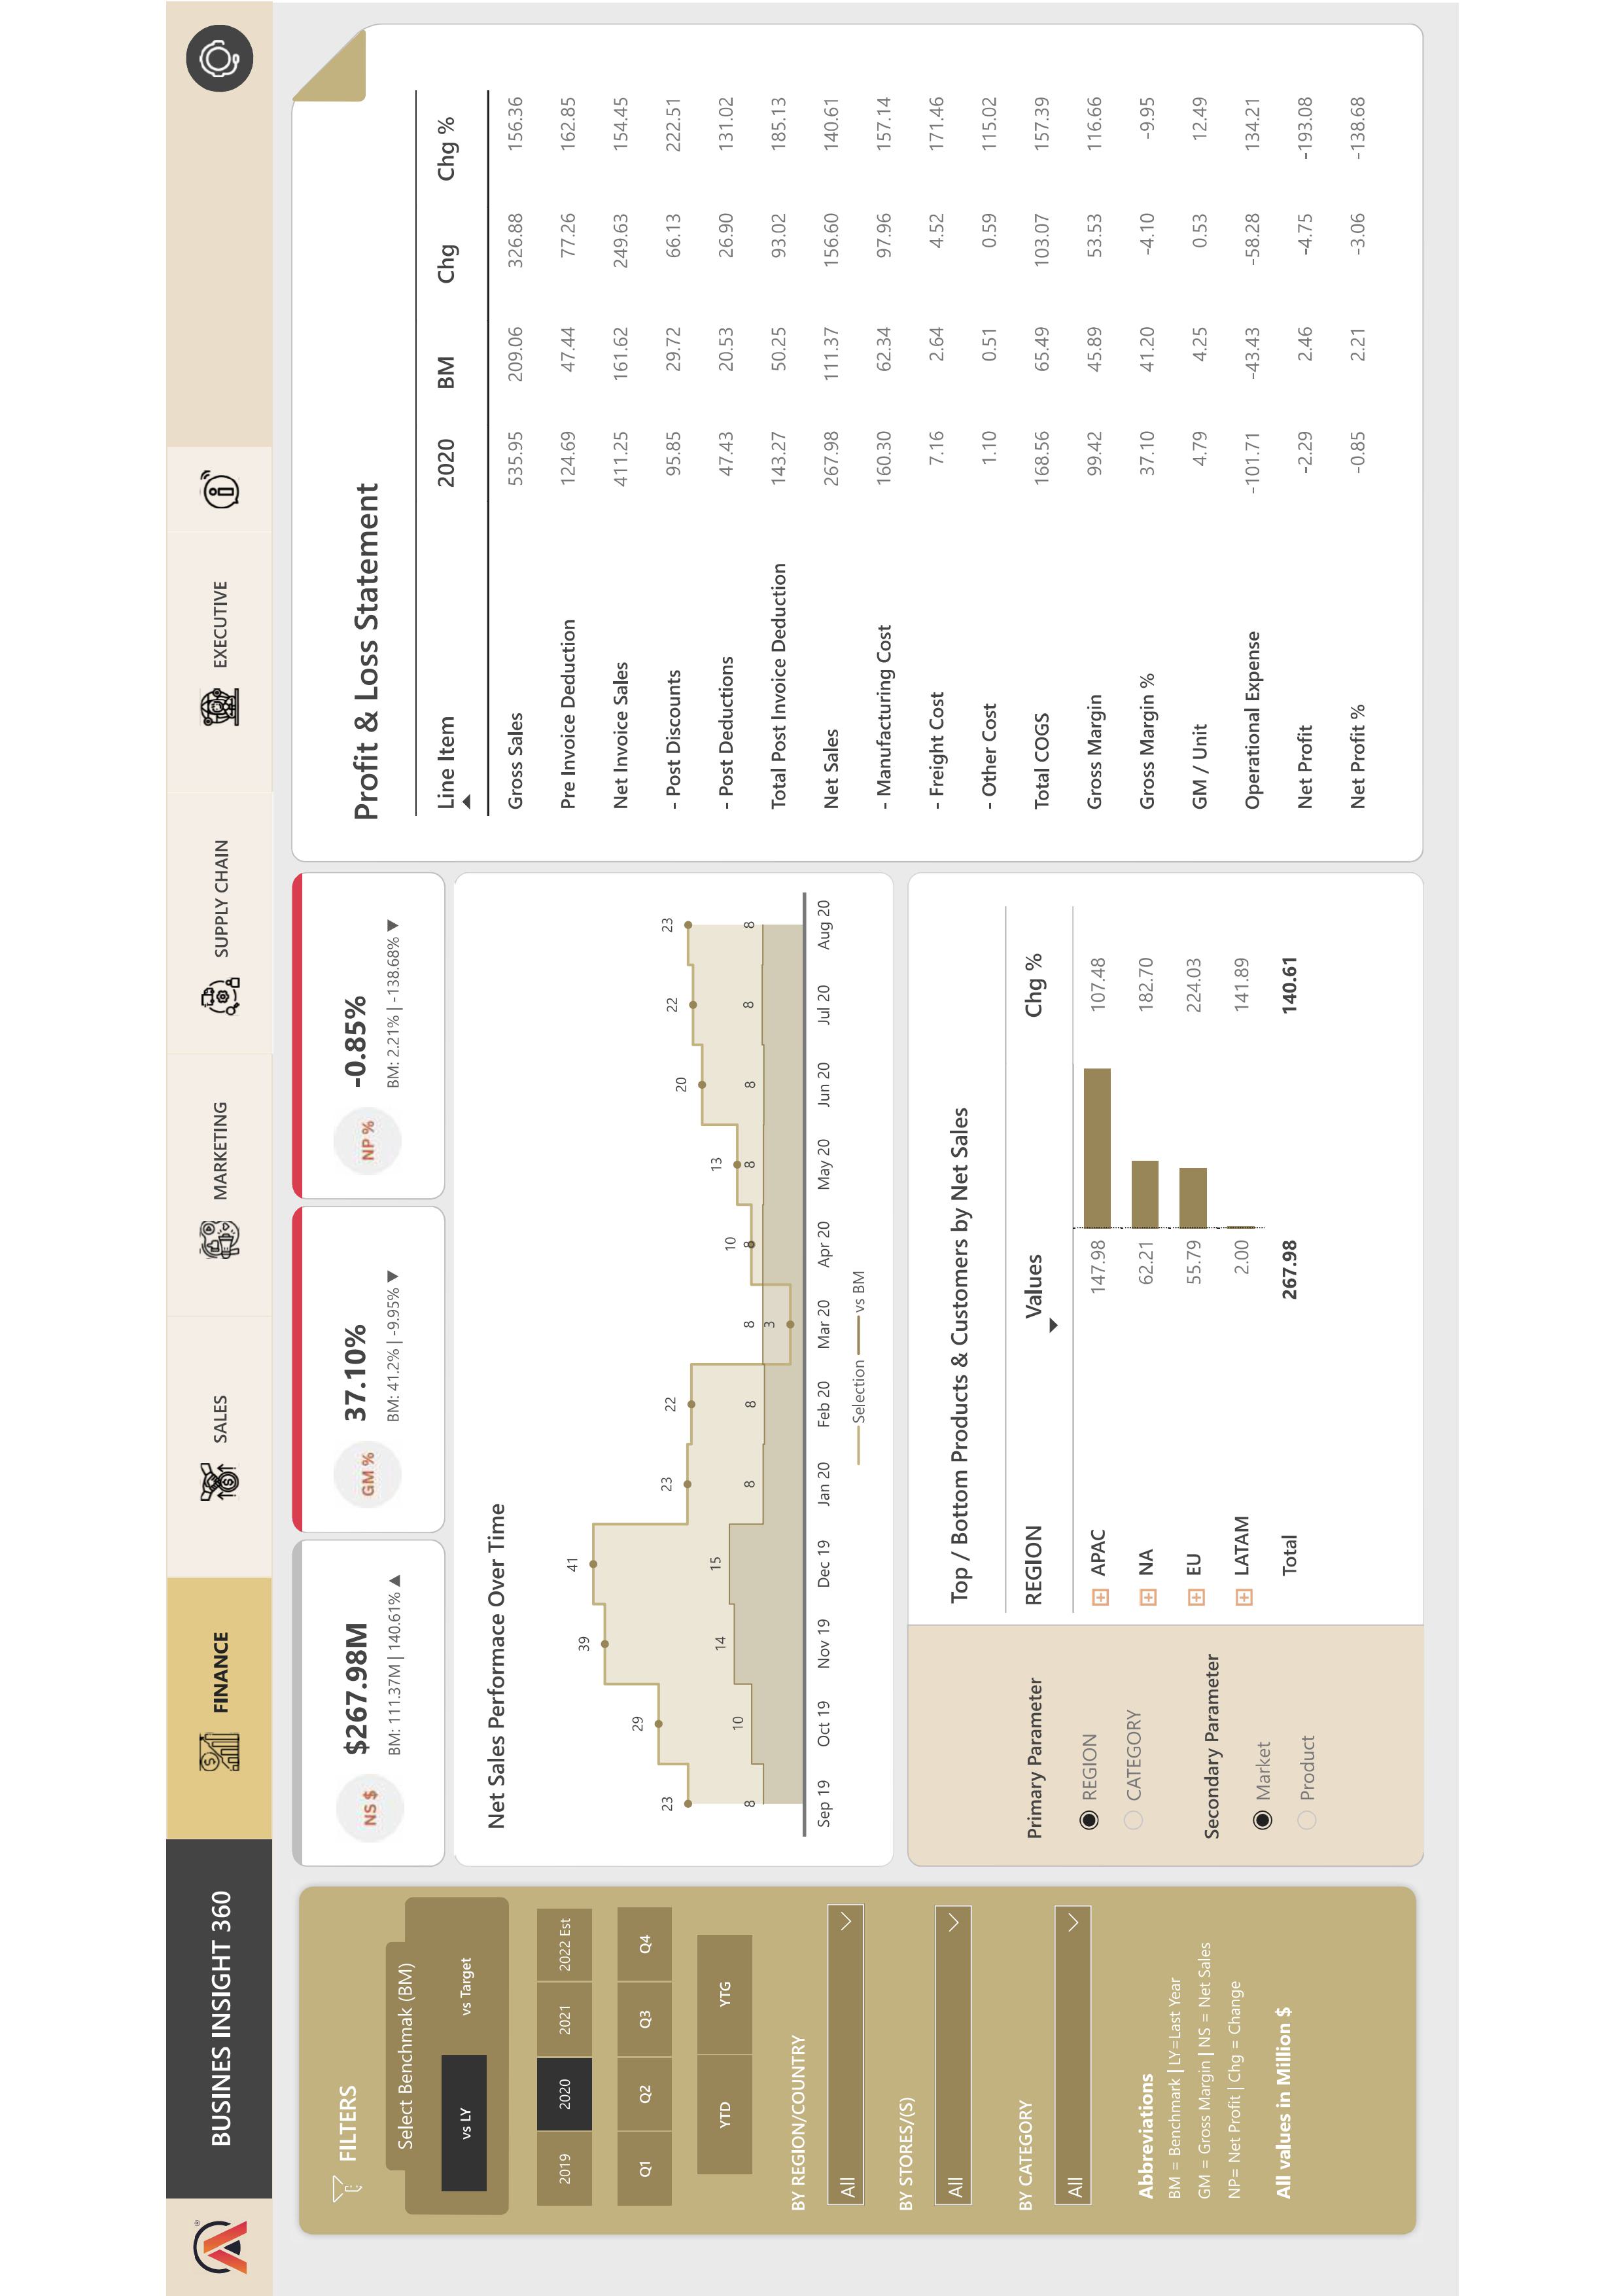 BUSINES INSIGHT 360
FINANCE
SALES
MARKETING
SUPPLY CHAIN
EXECUTIVE
FILTERS
Select Benchmak (BM)
vs LY vs Target
2019 2020 2021 2022 Est
Q1 Q2 Q3 Q4
YTD YTG
BY REGION/COUNTRY
All
BY STORES/(S)
All
BY CATEGORY
All
Abbreviations
BM = Benchmark | LY=Last Year
GM = Gross Margin | NS = Net Sales
NP= Net Profit | Chg = Change
All values in Million $
NS $
$267.98M
BM: 111.37M | 140.61% ▲
GM %
37.10%
BM: 41.2% | -9.95% ▼
NP %
-0.85%
BM: 2.21% | -138.68% ▼
Net Sales Performace Over Time
23 29 39 41 23 22 3 10 13 20 22 23
8 10 14 15 8 8 8 8 8 8 8 8
Sep 19 Oct 19 Nov 19 Dec 19 Jan 20 Feb 20 Mar 20 Apr 20 May 20 Jun 20 Jul 20 Aug 20
Selection vs BM
Primary Parameter
REGION
CATEGORY
Secondary Parameter
Market
Product
Top / Bottom Products & Customers by Net Sales
REGION Values Chg %
APAC 147.98 107.48
NA 62.21 182.70
EU 55.79 224.03
LATAM 2.00 141.89
Total 267.98 140.61
Profit & Loss Statement
Line Item 2020 BM Chg Chg %
Gross Sales 535.95 209.06 326.88 156.36
Pre Invoice Deduction 124.69 47.44 77.26 162.85
Net Invoice Sales 411.25 161.62 249.63 154.45
- Post Discounts 95.85 29.72 66.13 222.51
- Post Deductions 47.43 20.53 26.90 131.02
Total Post Invoice Deduction 143.27 50.25 93.02 185.13
Net Sales 267.98 111.37 156.60 140.61
- Manufacturing Cost 160.30 62.34 97.96 157.14
- Freight Cost 7.16 2.64 4.52 171.46
- Other Cost 1.10 0.51 0.59 115.02
Total COGS 168.56 65.49 103.07 157.39
Gross Margin 99.42 45.89 53.53 116.66
Gross Margin % 37.10 41.20 -4.10 -9.95
GM / Unit 4.79 4.25 0.53 12.49
Operational Expense -101.71 -43.43 -58.28 134.21
Net Profit -2.29 2.46 -4.75 -193.08
Net Profit % -0.85 2.21 -3.06 -138.68